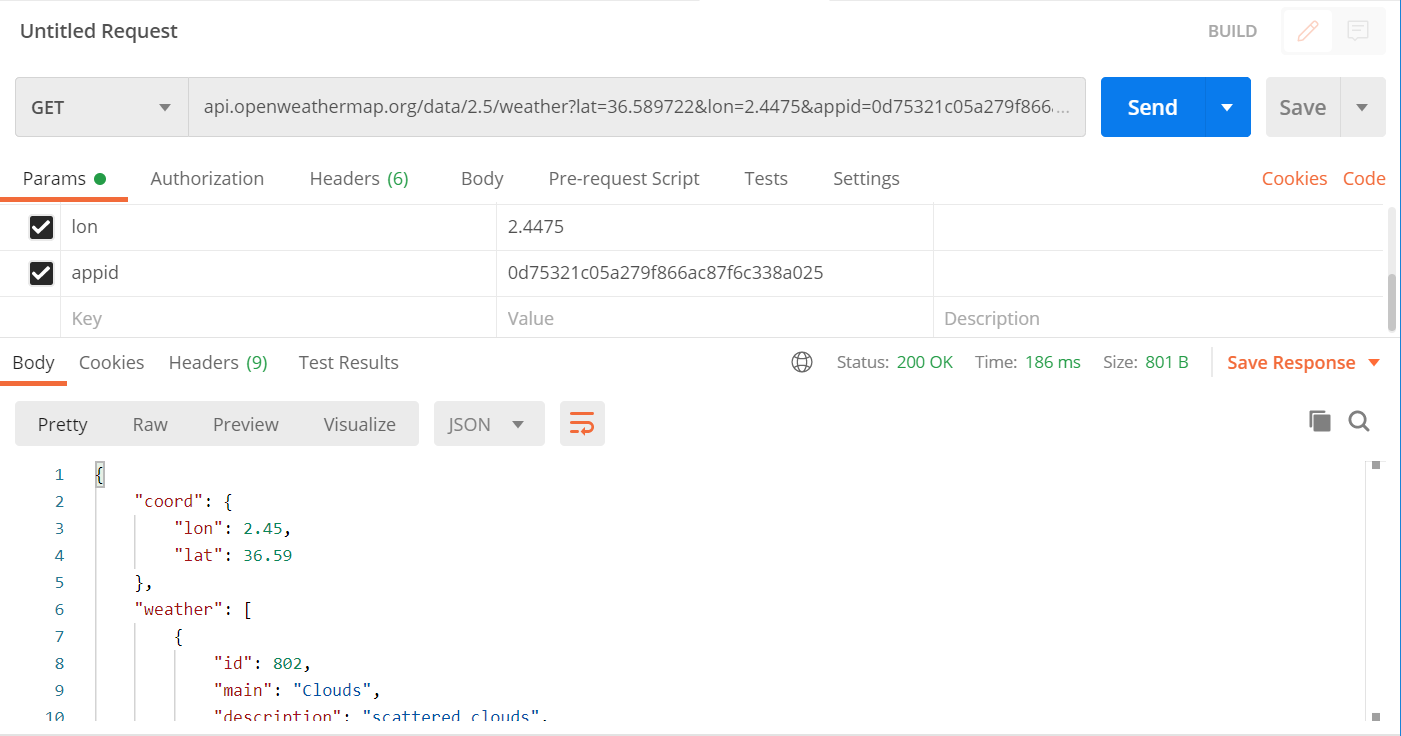 Untitled Request
BUILD
GET
api.openweathermap.org/data/2.5/weather?lat=36.589722&lon=2.4475&appid=0d75321c05a279f866a...
Send
Save
Params
Authorization
Headers (6)
Body
Pre-request Script
Tests
Settings
Cookies
Code
lon 2.4475
appid 0d75321c05a279f866ac87f6c338a025
Key Value Description
Body
Cookies
Headers (9)
Test Results
Status: 200 OK
Time: 186 ms
Size: 801 B
Save Response
Pretty
Raw
Preview
Visualize
JSON
1 {
2 "coord": {
3 "lon": 2.45,
4 "lat": 36.59
5 },
6 "weather": [
7 {
8 "id": 802,
9 "main": "Clouds",
10 "description": "scattered clouds",